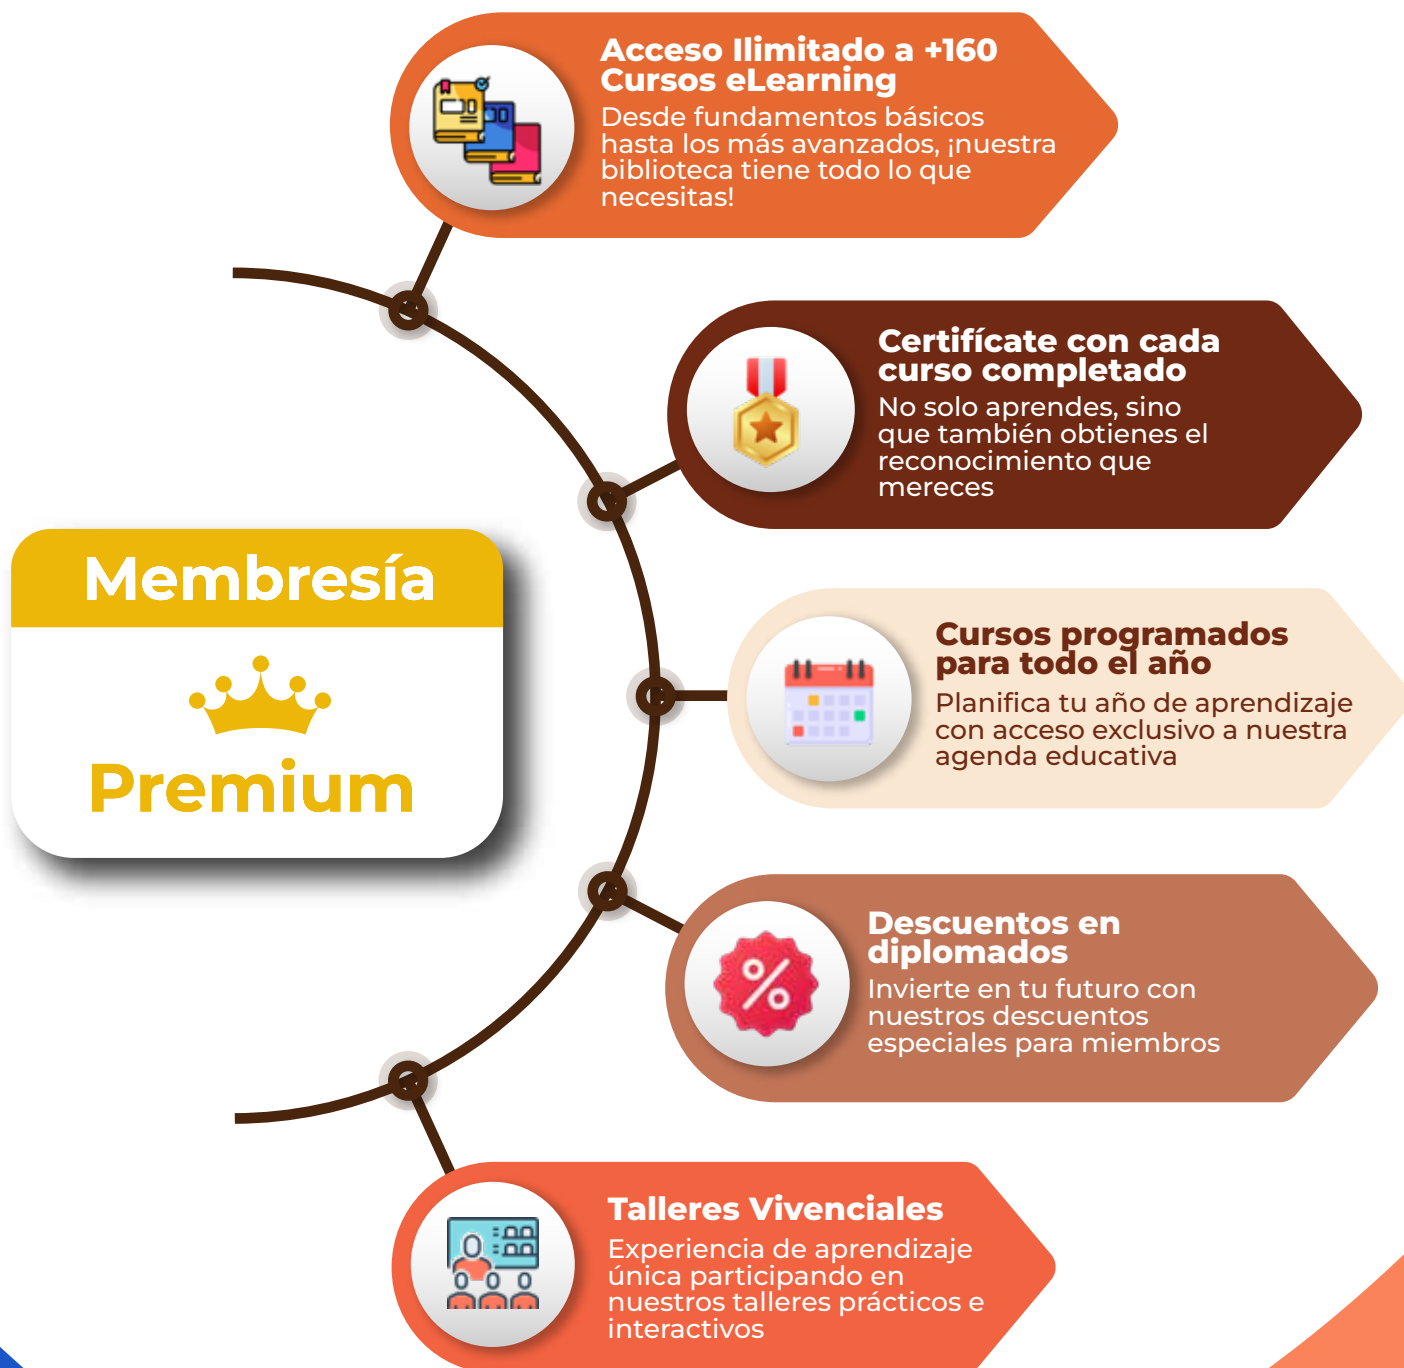 Acceso Ilimitado a +160
Cursos eLearning
Desde fundamentos básicos
hasta los más avanzados, ¡nuestra
biblioteca tiene todo lo que
necesitas!
Certifícate con cada
curso completado
No solo aprendes, sino
que también obtienes el
reconocimiento que
mereces
Membresía
Premium
Cursos programados
para todo el año
Planifica tu año de aprendizaje
con acceso exclusivo a nuestra
agenda educativa
Descuentos en
diplomados
Invierte en tu futuro con
nuestros descuentos
especiales para miembros
Talleres Vivenciales
Experiencia de aprendizaje
única participando en
nuestros talleres prácticos e
interactivos